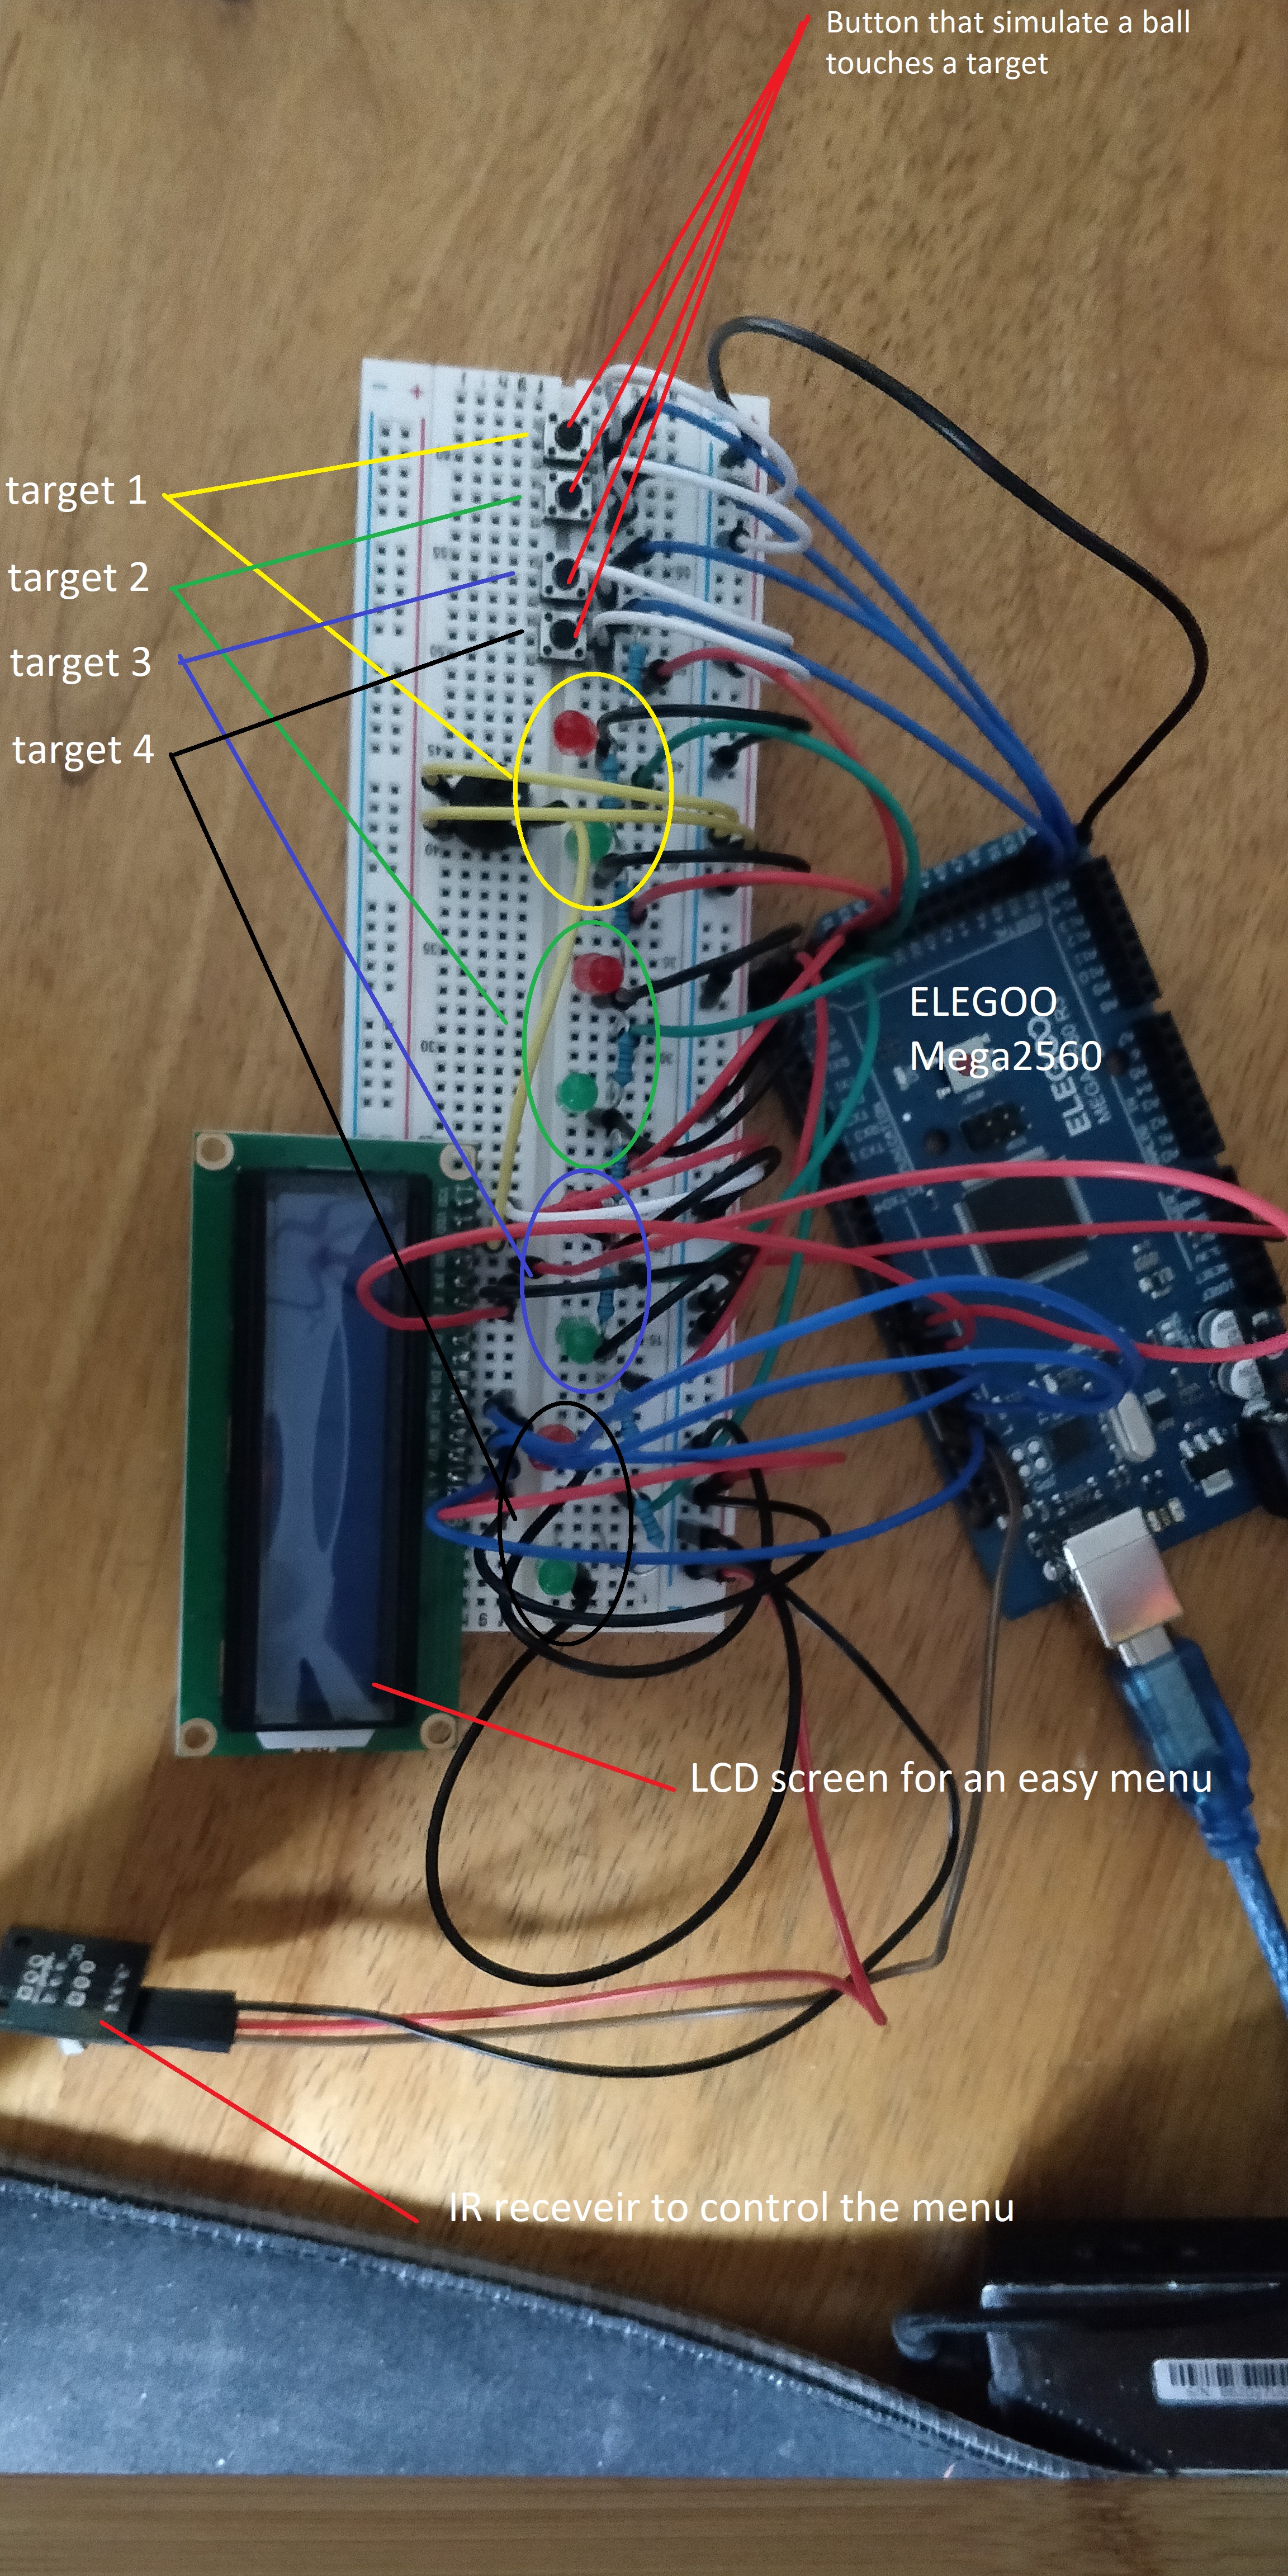 Button that simulate a ball
touches a target
target 1
target 2
target 3
target 4
ELEGOO
Mega2560
ELEGOO
LCD screen for an easy menu
IR receveir to control the menu